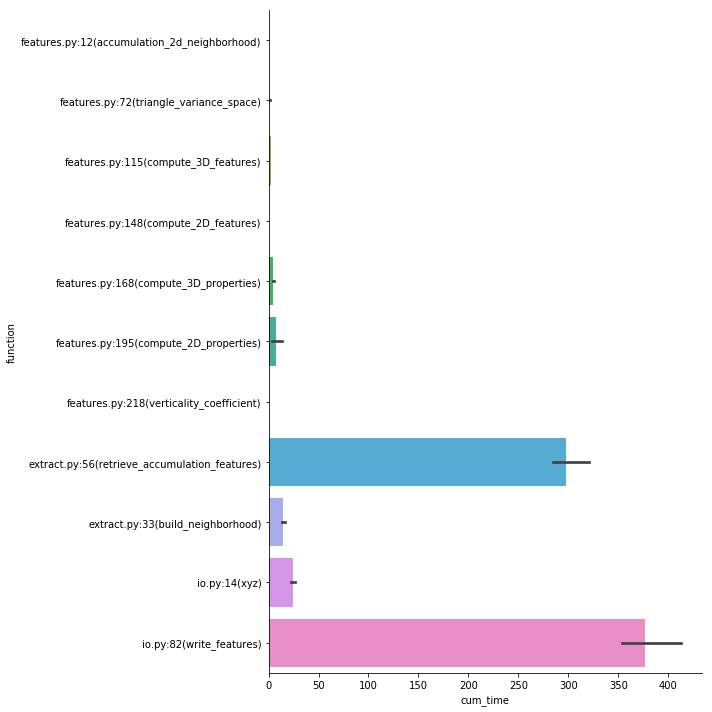 features.py:12(accumulation_2d_neighborhood)
features.py:72(triangle_variance_space)
features.py:115(compute_3D_features)
features.py:148(compute_2D_features)
features.py:168(compute_3D_properties)
features.py:195(compute_2D_properties)
features.py:218(verticality_coefficient)
extract.py:56(retrieve_accumulation_features)
extract.py:33(build_neighborhood)
io.py:14(xyz)
io.py:82(write_features)
function
0 50 100 150 200 250 300 350 400
cum_time